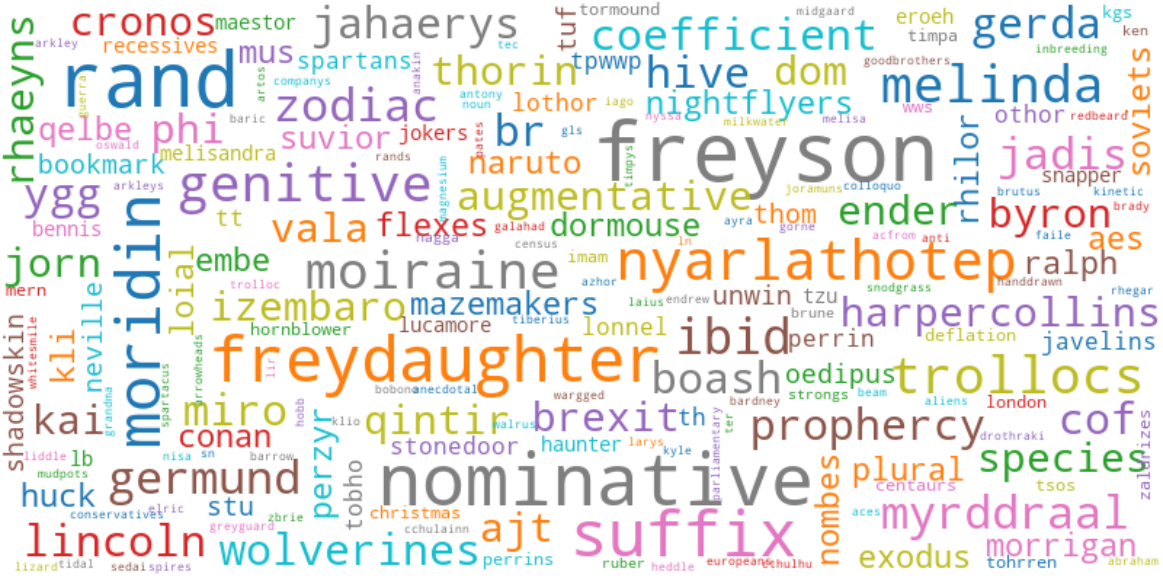 cronos maestor jahaerys tuf tormound midgaard eroeh gerda kgs
arkley recessives mus spartans tec coefficient timpa ken
rhaeyns rand guerra artos anakin thorin tpwwp hive dom goodbrothers inbreeding soviets
companys zodiac antony noun lothor iago nightflyers melinda
qelbe phi baric suvior jokers pates br gls nyssa milkwater melisa wws othor redbeard
oswald freyson rhilor jadis
bookmark melisandra rands magnesium naruto timpys snapper
ygg arkleys genitive augmentative joramuns colloquo brutus kinetic
bennis tt vala flexes galahad dormouse ayra thom gorne ender byron brady
moridin hagga census acfrom anti faile aes
jorn loial embe moiraine imam ln nyarlathotep ralph
mern trolloc azhor snodgrass handdrawn rhegar
izembaro mazemakers laius endrew unwin tzu brune harpercollins
shadowskin whitesmile kli neville hornblower lucamore tiberius lonnel ibid perrin deflation javelins
arrowheads freydaughter lir
spartacus boash oedipus trollocs
bobono anecdotal wargged bardney strongs beam aliens london
kai grandma miro hobb klio qintir walrus brexit th parliamentary ter prophercy cof
conan perzyr stonedoor haunter larys kyle drothraki zaldrizes
liddle lb nisa sn barrow species
mudpots germund tobho nominative nombes plural
huck elric stu centaurs tsos
conservatives zbrie christmas aces myrddraal
greyguard cchulainn ajt suffix
lincoln wolverines perrins morrigan
lizard tidal sedai spires ruber heddle europeans cthulhu exodus tohrren abraham